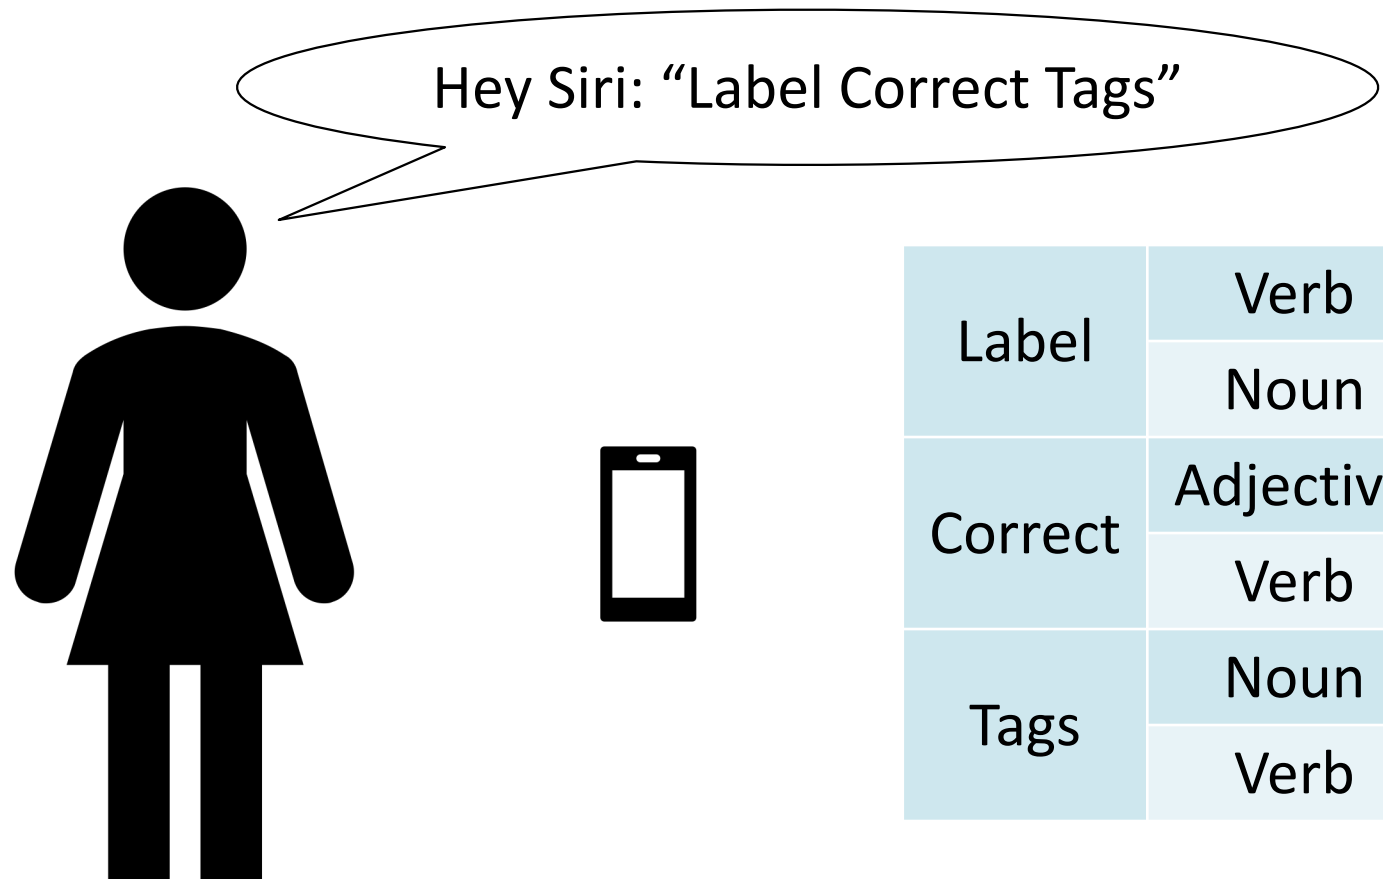 Hey Siri: “Label Correct Tags”
Label
Verb
Noun
Correct
Adjectiv
Verb
Tags
Noun
Verb